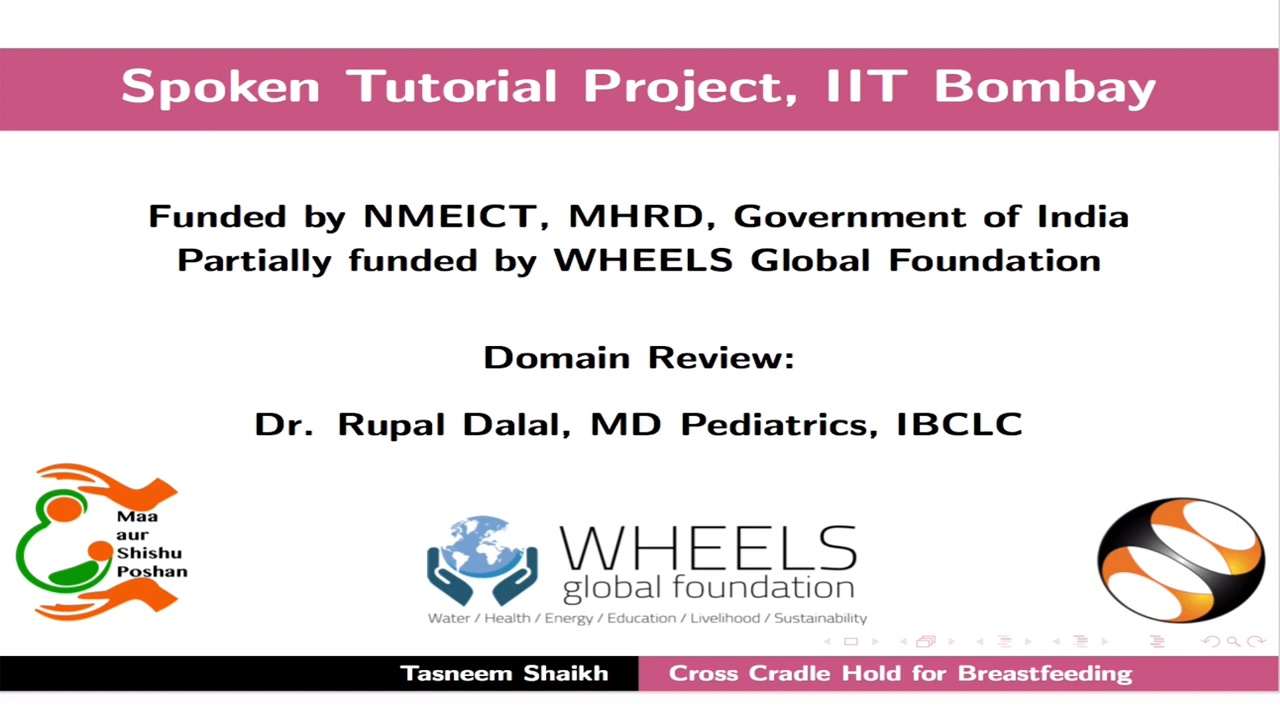 Spoken Tutorial Project, IIT Bombay
Funded by NMEICT, MHRD, Government of India
Partially funded by WHEELS Global Foundation
Domain Review:
Dr. Rupal Dalal, MD Pediatrics, IBCLC
Maa
aur
Shishu
Poshan
WHEELS
global foundation
Water / Health / Energy / Education / Livelihood / Sustainability
Tasneem Shaikh
Cross Cradle Hold for Breastfeeding